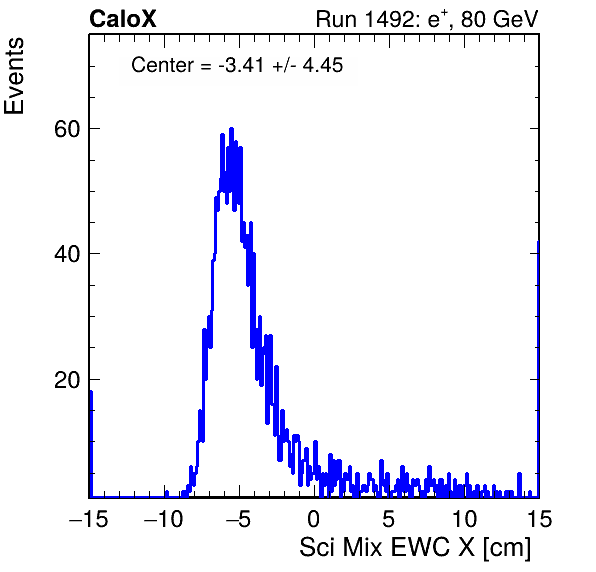 CaloX Run 1492: e⁺, 80 GeV
Center = -3.41 +/- 4.45
Events
60
40
20
−15 −10 −5 0 5 10 15
Sci Mix EWC X [cm]